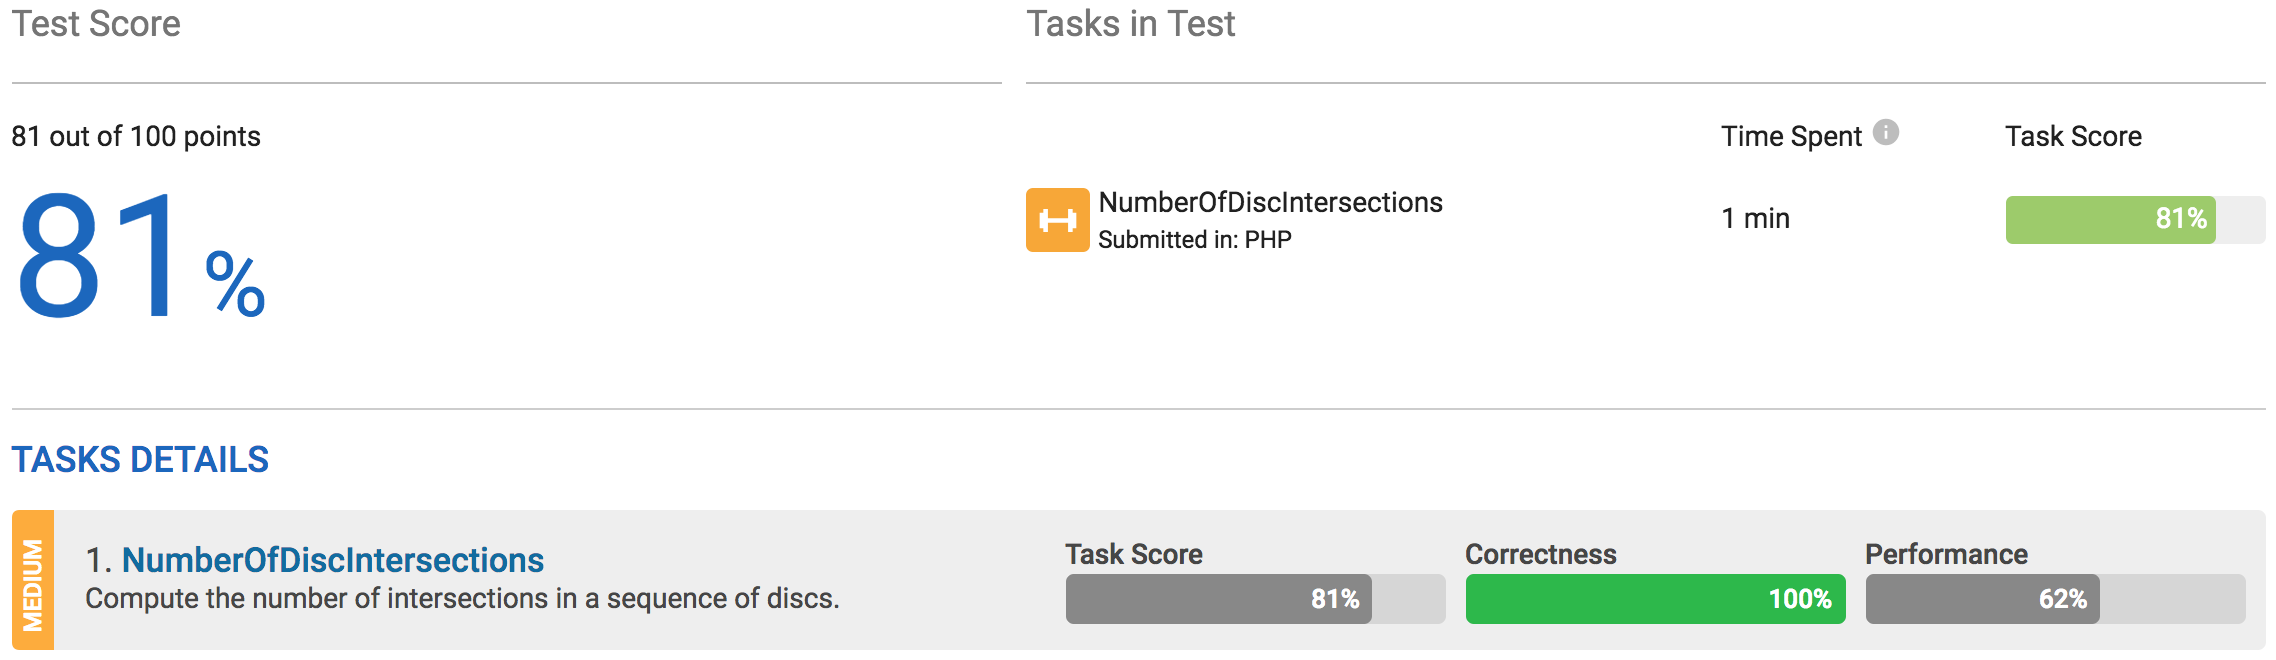 Test Score
Tasks in Test
81 out of 100 points
Time Spent
Task Score
81%
NumberOfDiscIntersections
Submitted in: PHP
1 min
81%
TASKS DETAILS
MEDIUM
1. NumberOfDiscIntersections
Compute the number of intersections in a sequence of discs.
Task Score
81%
Correctness
100%
Performance
62%